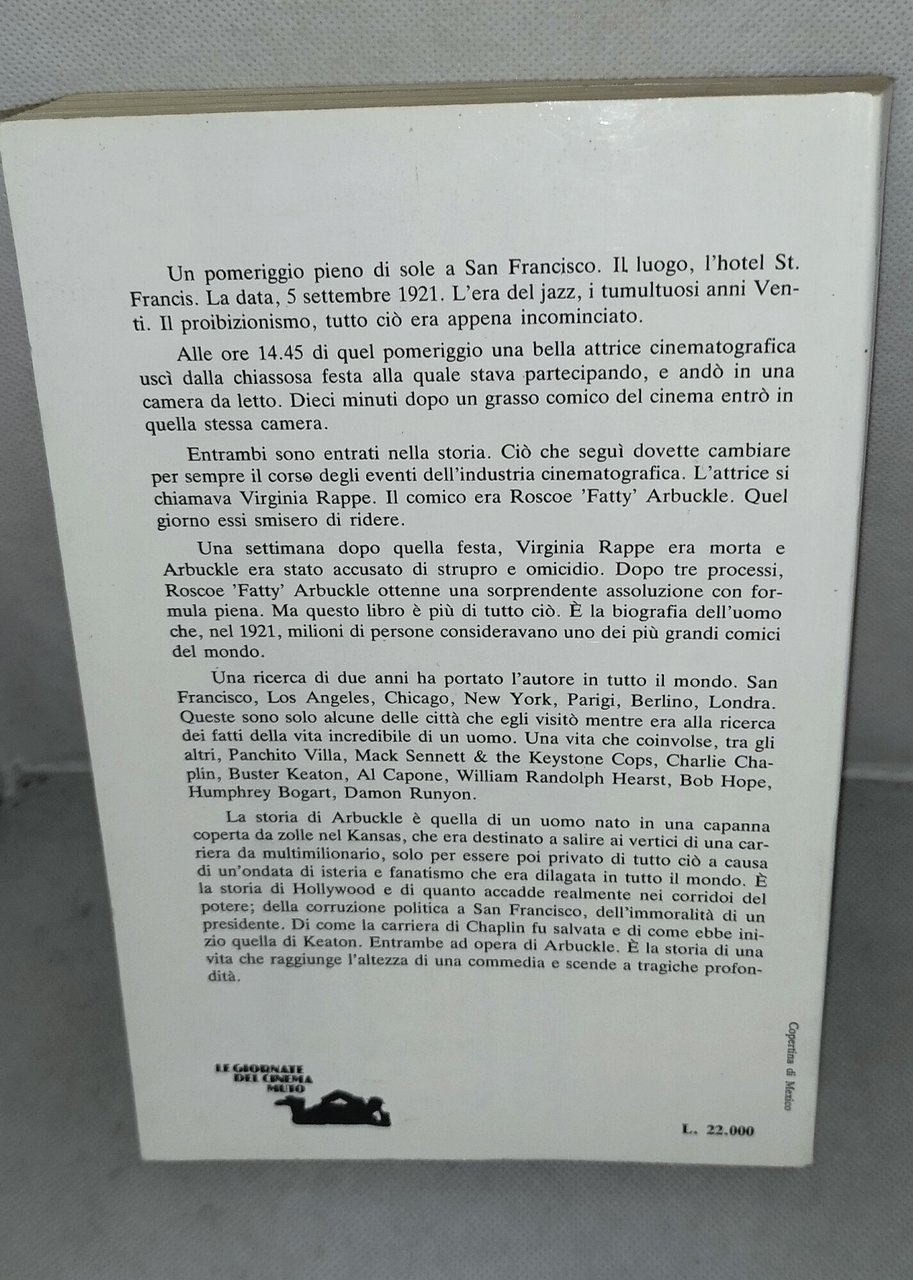 Un pomeriggio pieno di sole a San Francisco. Il luogo, l'hotel St.
Francis. La data, 5 settembre 1921. L'era del jazz, i tumultuosi anni Ven-
ti. Il proibizionismo, tutto ciò era appena incominciato.
Alle ore 14.45 di quel pomeriggio una bella attrice cinematografica
uscì dalla chiassosa festa alla quale stava partecipando, e andò in una
camera da letto. Dieci minuti dopo un grasso comico del cinema entrò in
quella stessa camera.
Entrambi sono entrati nella storia. Ciò che seguì dovette cambiare
per sempre il corso degli eventi dell'industria cinematografica. L'attrice si
chiamava Virginia Rappe. Il comico era Roscoe 'Fatty' Arbuckle. Quel
giorno essi smisero di ridere.
Una settimana dopo quella festa, Virginia Rappe era morta e
Arbuckle era stato accusato di strupro e omicidio. Dopo tre processi,
Roscoe 'Fatty' Arbuckle ottenne una sorprendente assoluzione con for-
mula piena. Ma questo libro è più di tutto ciò. È la biografia dell'uomo
che, nel 1921, milioni di persone consideravano uno dei più grandi comici
del mondo.
Una ricerca di due anni ha portato l'autore in tutto il mondo. San
Francisco, Los Angeles, Chicago, New York, Parigi, Berlino, Londra.
Queste sono solo alcune delle città che egli visitò mentre era alla ricerca
dei fatti della vita incredibile di un uomo. Una vita che coinvolse, tra gli
altri, Panchito Villa, Mack Sennett & the Keystone Cops, Charlie Cha-
plin, Buster Keaton, Al Capone, William Randolph Hearst, Bob Hope,
Humphrey Bogart, Damon Runyon.
La storia di Arbuckle è quella di un uomo nato in una capanna
coperta da zolle nel Kansas, che era destinato a salire ai vertici di una car-
riera da multimilionario, solo per essere poi privato di tutto ciò a causa
di un'ondata di isteria e fanatismo che era dilagata in tutto il mondo. È
la storia di Hollywood e di quanto accadde realmente nei corridoi del
potere; della corruzione politica a San Francisco, dell'immoralità di un
presidente. Di come la carriera di Chaplin fu salvata e di come ebbe ini-
zio quella di Keaton. Entrambe ad opera di Arbuckle. È la storia di una
vita che raggiunge l'altezza di una commedia e scende a tragiche profon-
dità.
LE GIORNATE
DEL CINEMA
MUTO
L. 22.000
Copertina di Mexico